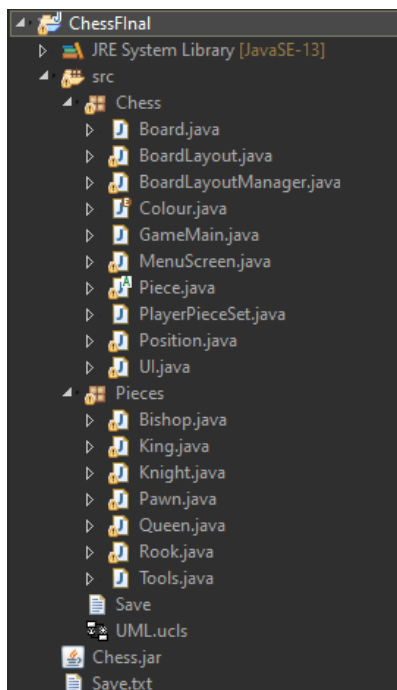 ChessFInal
JRE System Library [JavaSE-13]
src
Chess
Board.java
BoardLayout.java
BoardLayoutManager.java
Colour.java
GameMain.java
MenuScreen.java
Piece.java
PlayerPieceSet.java
Position.java
UI.java
Pieces
Bishop.java
King.java
Knight.java
Pawn.java
Queen.java
Rook.java
Tools.java
Save
UML.ucls
Chess.jar
Save.txt